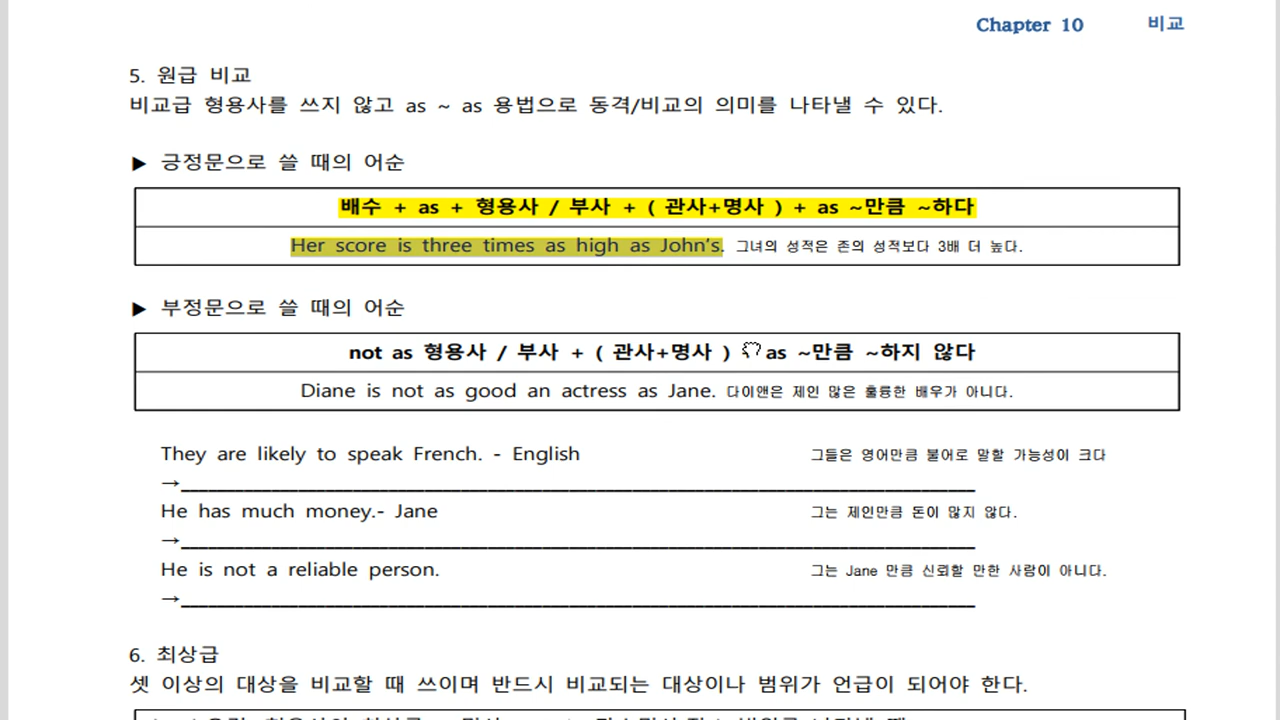 Chapter 10 비교
5. 원급 비교
비교급 형용사를 쓰지 않고 as ~ as 용법으로 동격/비교의 의미를 나타낼 수 있다.
▶ 긍정문으로 쓸 때의 어순
배수 + as + 형용사 / 부사 + ( 관사+명사 ) + as ~만큼 ~하다
Her score is three times as high as John's. 그녀의 성적은 존의 성적보다 3배 더 높다.
▶ 부정문으로 쓸 때의 어순
not as 형용사 / 부사 + ( 관사+명사 ) as ~만큼 ~하지 않다
Diane is not as good an actress as Jane. 다이앤은 제인 많은 훌륭한 배우가 아니다.
They are likely to speak French. - English 그들은 영어만큼 불어로 말할 가능성이 크다
→
He has much money.- Jane 그는 제인만큼 돈이 많지 않다.
→
He is not a reliable person. 그는 Jane 만큼 신뢰할 만한 사람이 아니다.
→
6. 최상급
셋 이상의 대상을 비교할 때 쓰이며 반드시 비교되는 대상이나 범위가 언급이 되어야 한다.